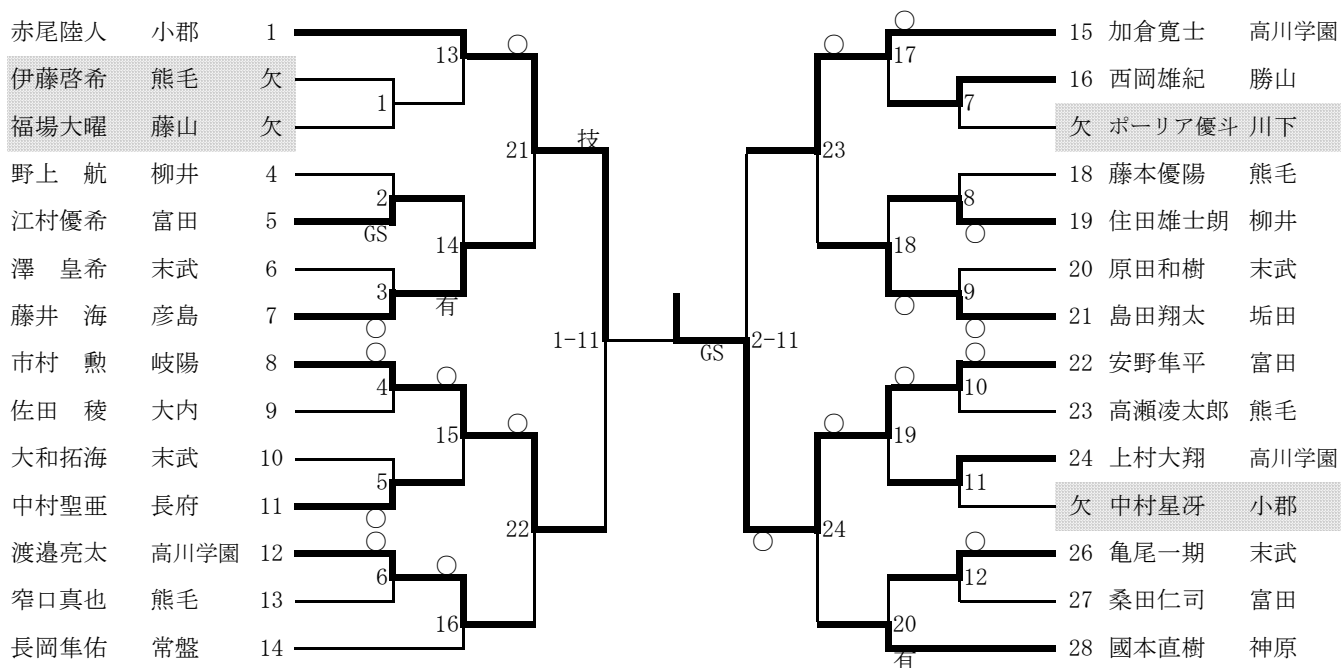 赤尾陸人 小郡 1
伊藤啓希 熊毛 欠
福場大曜 藤山 欠
野上 航 柳井 4
江村優希 富田 5
澤 皇希 末武 6
藤井 海 彦島 7
市村 勲 岐陽 8
佐田 稜 大内 9
大和拓海 末武 10
中村聖亜 長府 11
渡邉亮太 高川学園 12
窄口真也 熊毛 13
長岡隼佑 常盤 14
13 ○
1
2
GS
14
3 有
○
21 技
○
4 ○
15 ○
5
○
○
6 ○
16
22
1-11
GS
2-11
○
23
○
○
17
7
8
○
18
○
9
○
○
○
10
19
○
11
24
○
12
20
有
15 加倉寛士 高川学園
16 西岡雄紀 勝山
欠 ポーリア優斗 川下
18 藤本優陽 熊毛
19 住田雄士朗 柳井
20 原田和樹 末武
21 島田翔太 垢田
22 安野隼平 富田
23 高瀬凌太郎 熊毛
24 上村大翔 高川学園
欠 中村星冴 小郡
26 亀尾一期 末武
27 桑田仁司 富田
28 國本直樹 神原